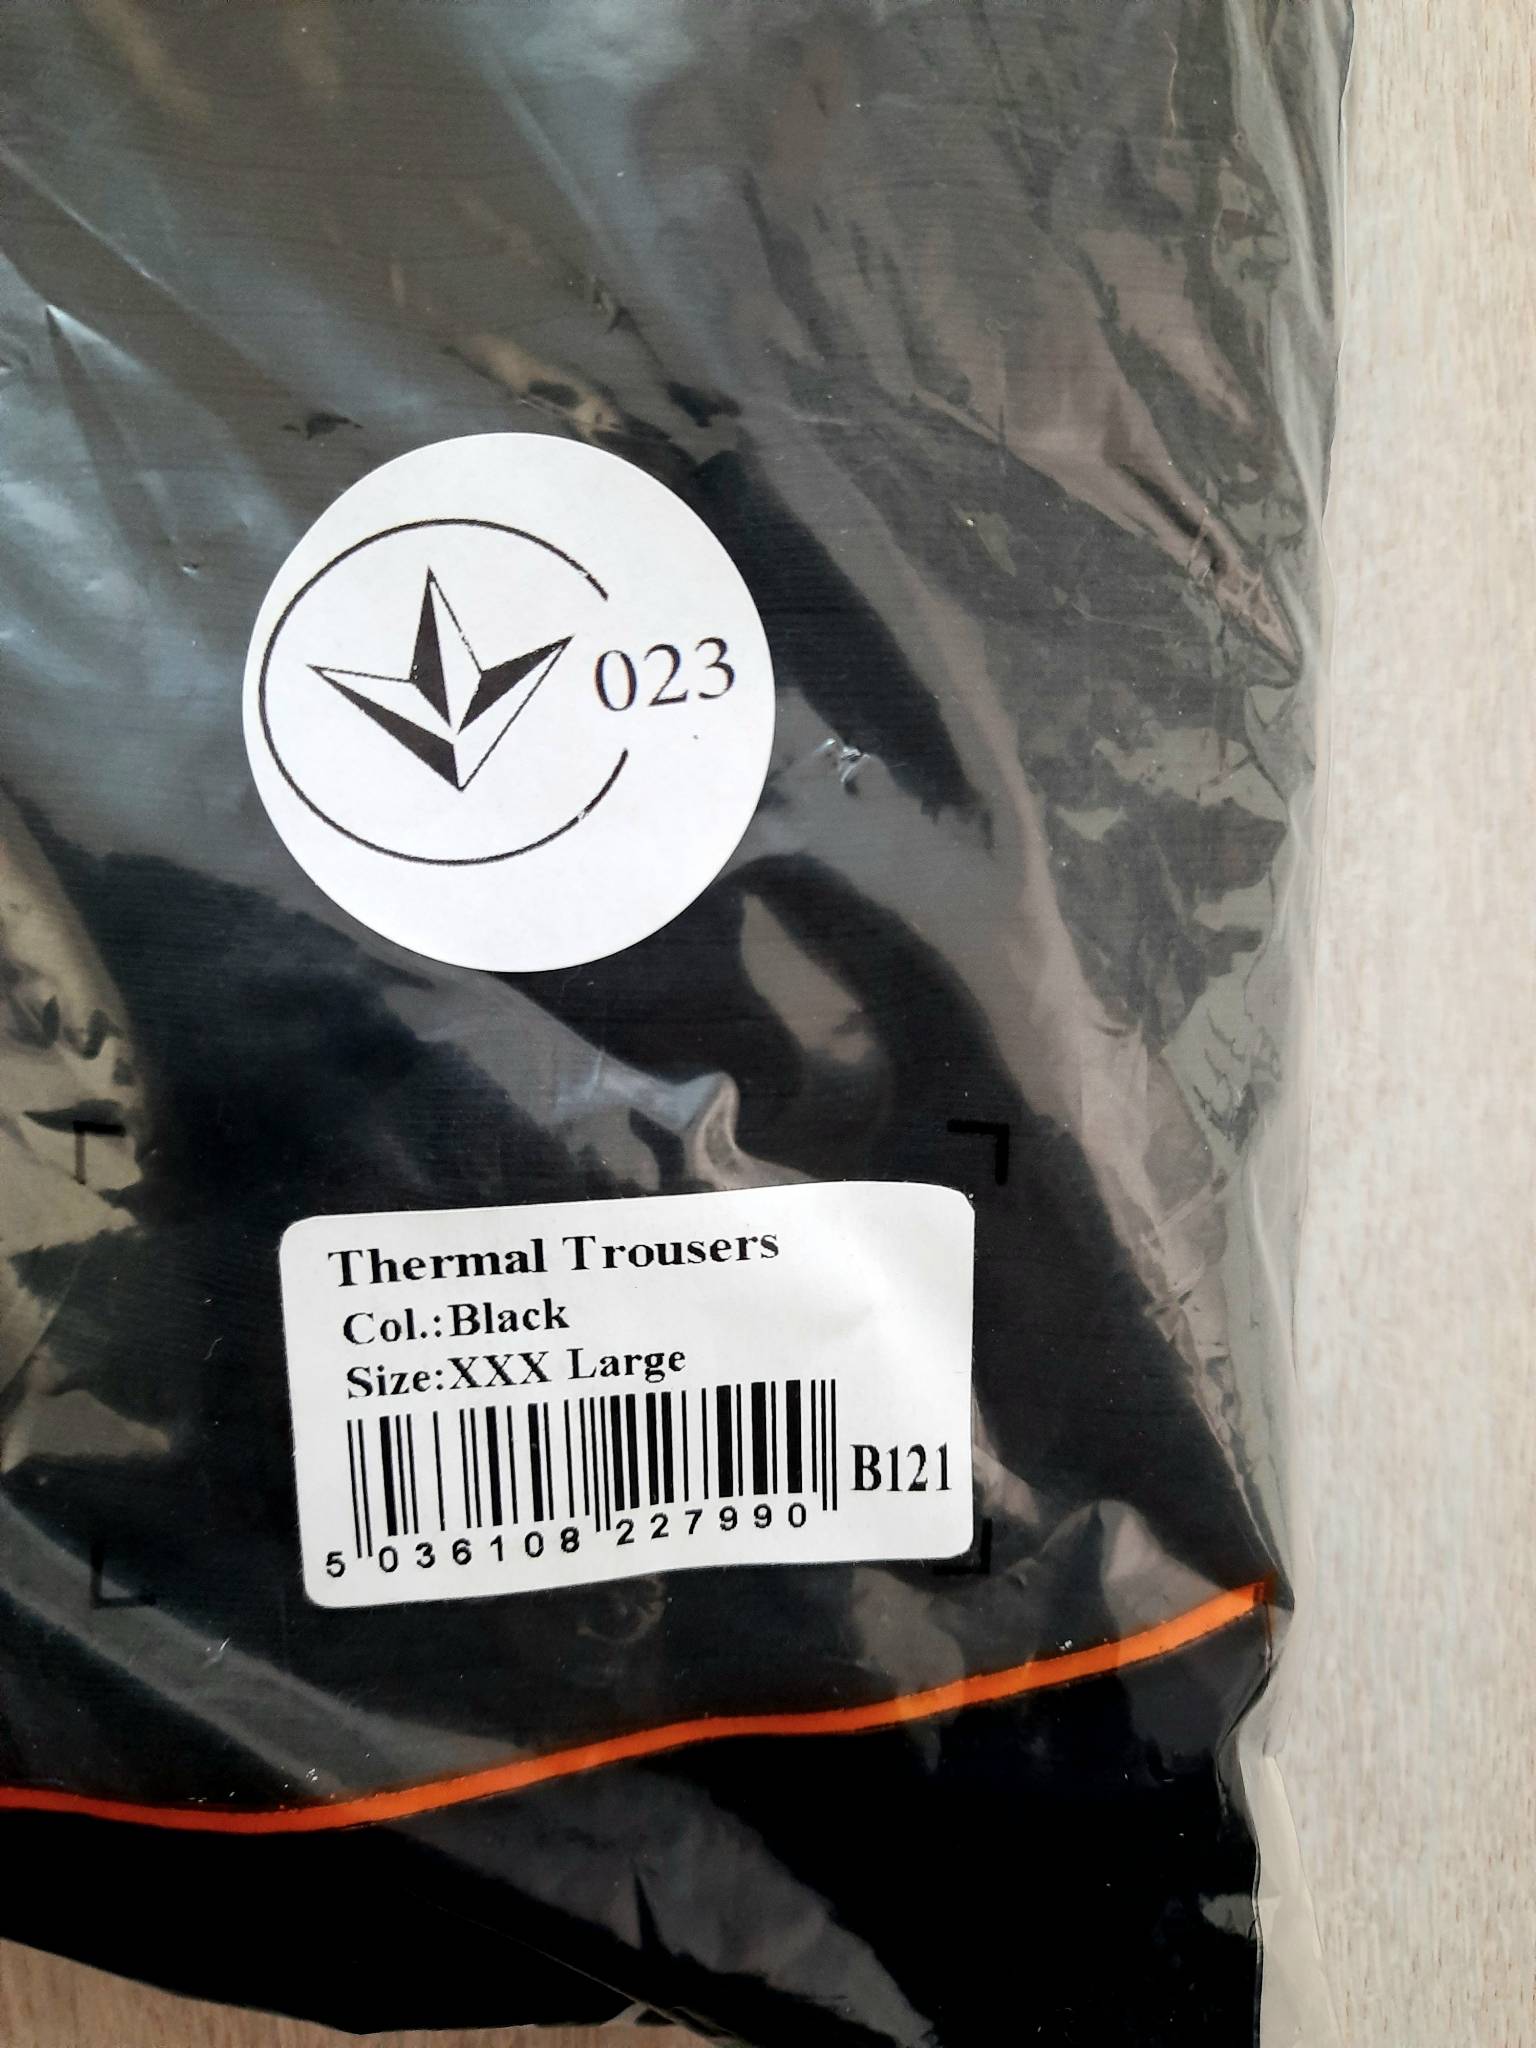 023
Thermal Trousers
Col.:Black
Size:XXX Large
B121
5 036108 227990